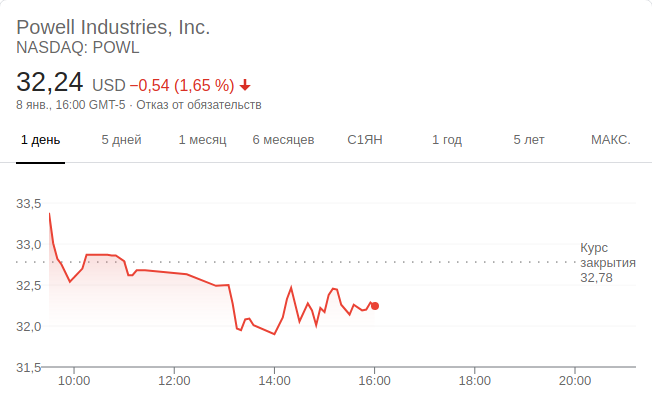 Powell Industries, Inc.
NASDAQ: POWL
32,24 USD −0,54 (1,65 %)
8 янв., 16:00 GMT-5 · Отказ от обязательств
1 день 5 дней 1 месяц 6 месяцев С1ЯН 1 год 5 лет МАКС.
33,5
33,0
32,5
32,0
31,5
Курс
закрытия
32,78
10:00 12:00 14:00 16:00 18:00 20:00